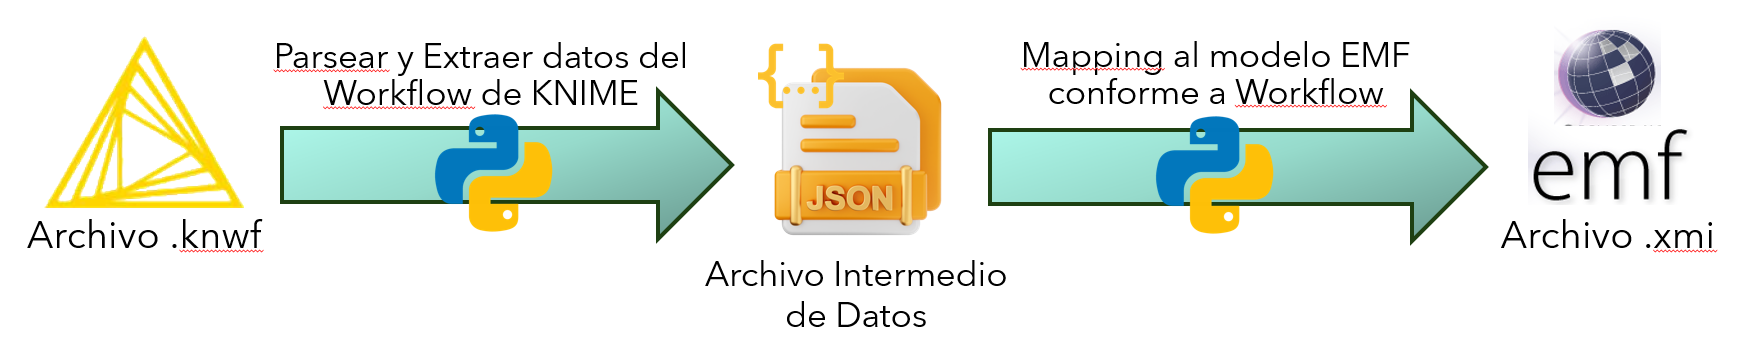 Parsear y Extraer datos del
Workflow de KNIME
Mapping al modelo EMF
conforme a Workflow
{...}
JSON
emf
Archivo .knwf
Archivo .xmi
Archivo Intermedio
de Datos